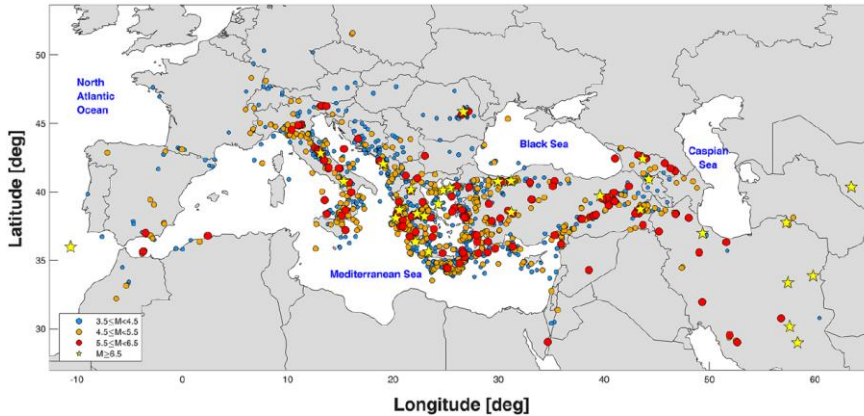 50
45
40
35
30
Latitude [deg]
North
Atlantic
Ocean
Black Sea
Caspian
Sea
Mediterranean Sea
3.5≤M<4.5
4.5≤M<5.5
5.5≤M<6.5
M≥6.5
-10
0
10
20
30
40
50
60
Longitude [deg]